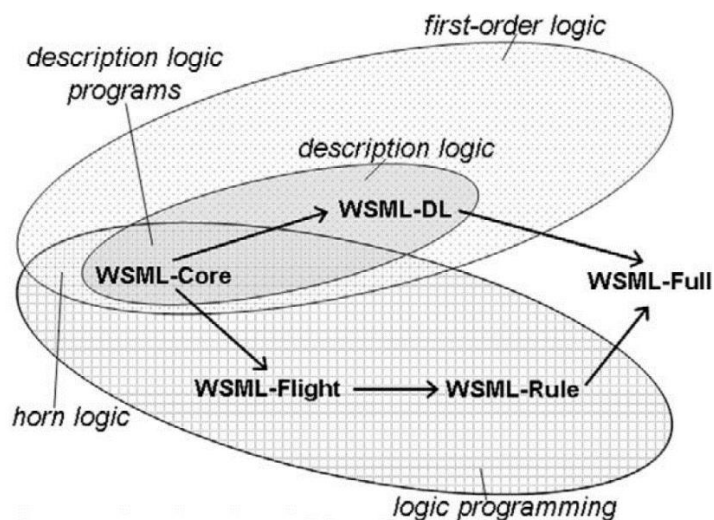 first-order logic
description logic
programs
description logic
WSML-DL
WSML-Core
WSML-Full
WSML-Flight
WSML-Rule
horn logic
logic programming